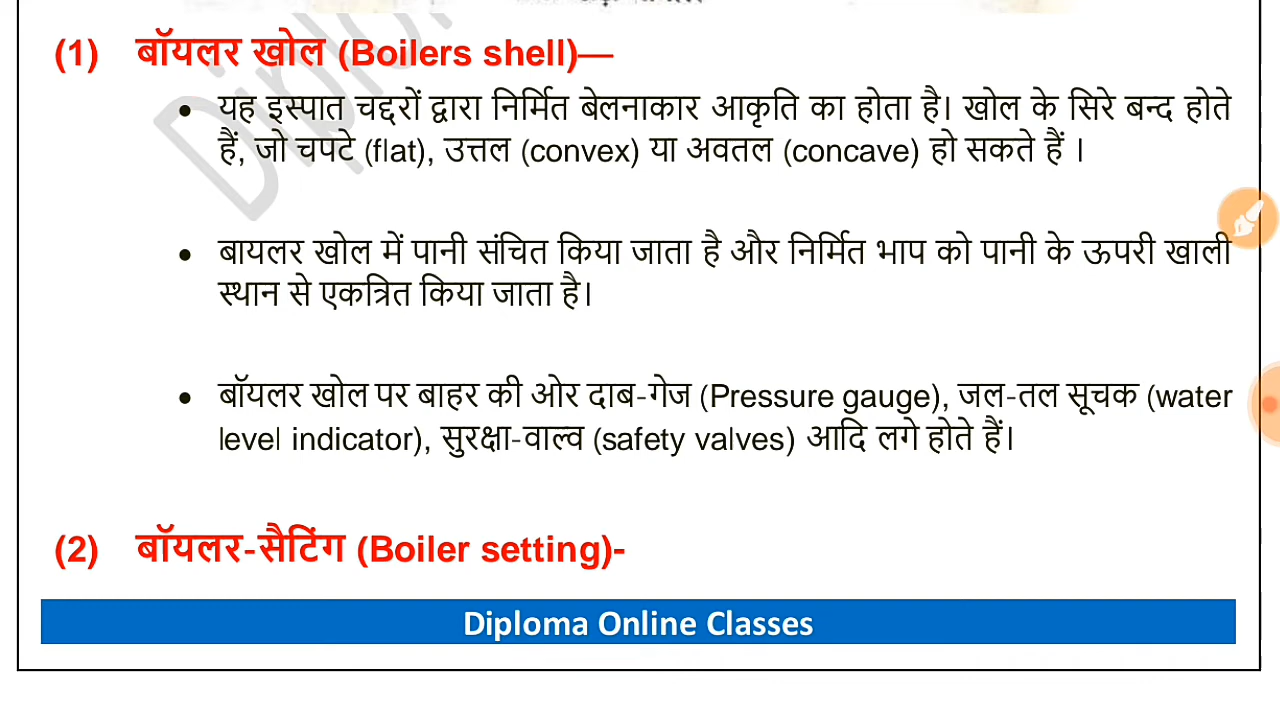 (1) बॉयलर खोल (Boilers shell)—
• यह इस्पात चद्दरों द्वारा निर्मित बेलनाकार आकृति का होता है। खोल के सिरे बन्द होते
हैं, जो चपटे (flat), उत्तल (convex) या अवतल (concave) हो सकते हैं ।
• बायलर खोल में पानी संचित किया जाता है और निर्मित भाप को पानी के ऊपरी खाली
स्थान से एकत्रित किया जाता है।
• बॉयलर खोल पर बाहर की ओर दाब-गेज (Pressure gauge), जल-तल सूचक (water
level indicator), सुरक्षा-वाल्व (safety valves) आदि लगे होते हैं।
(2) बॉयलर-सैटिंग (Boiler setting)-
Diploma Online Classes